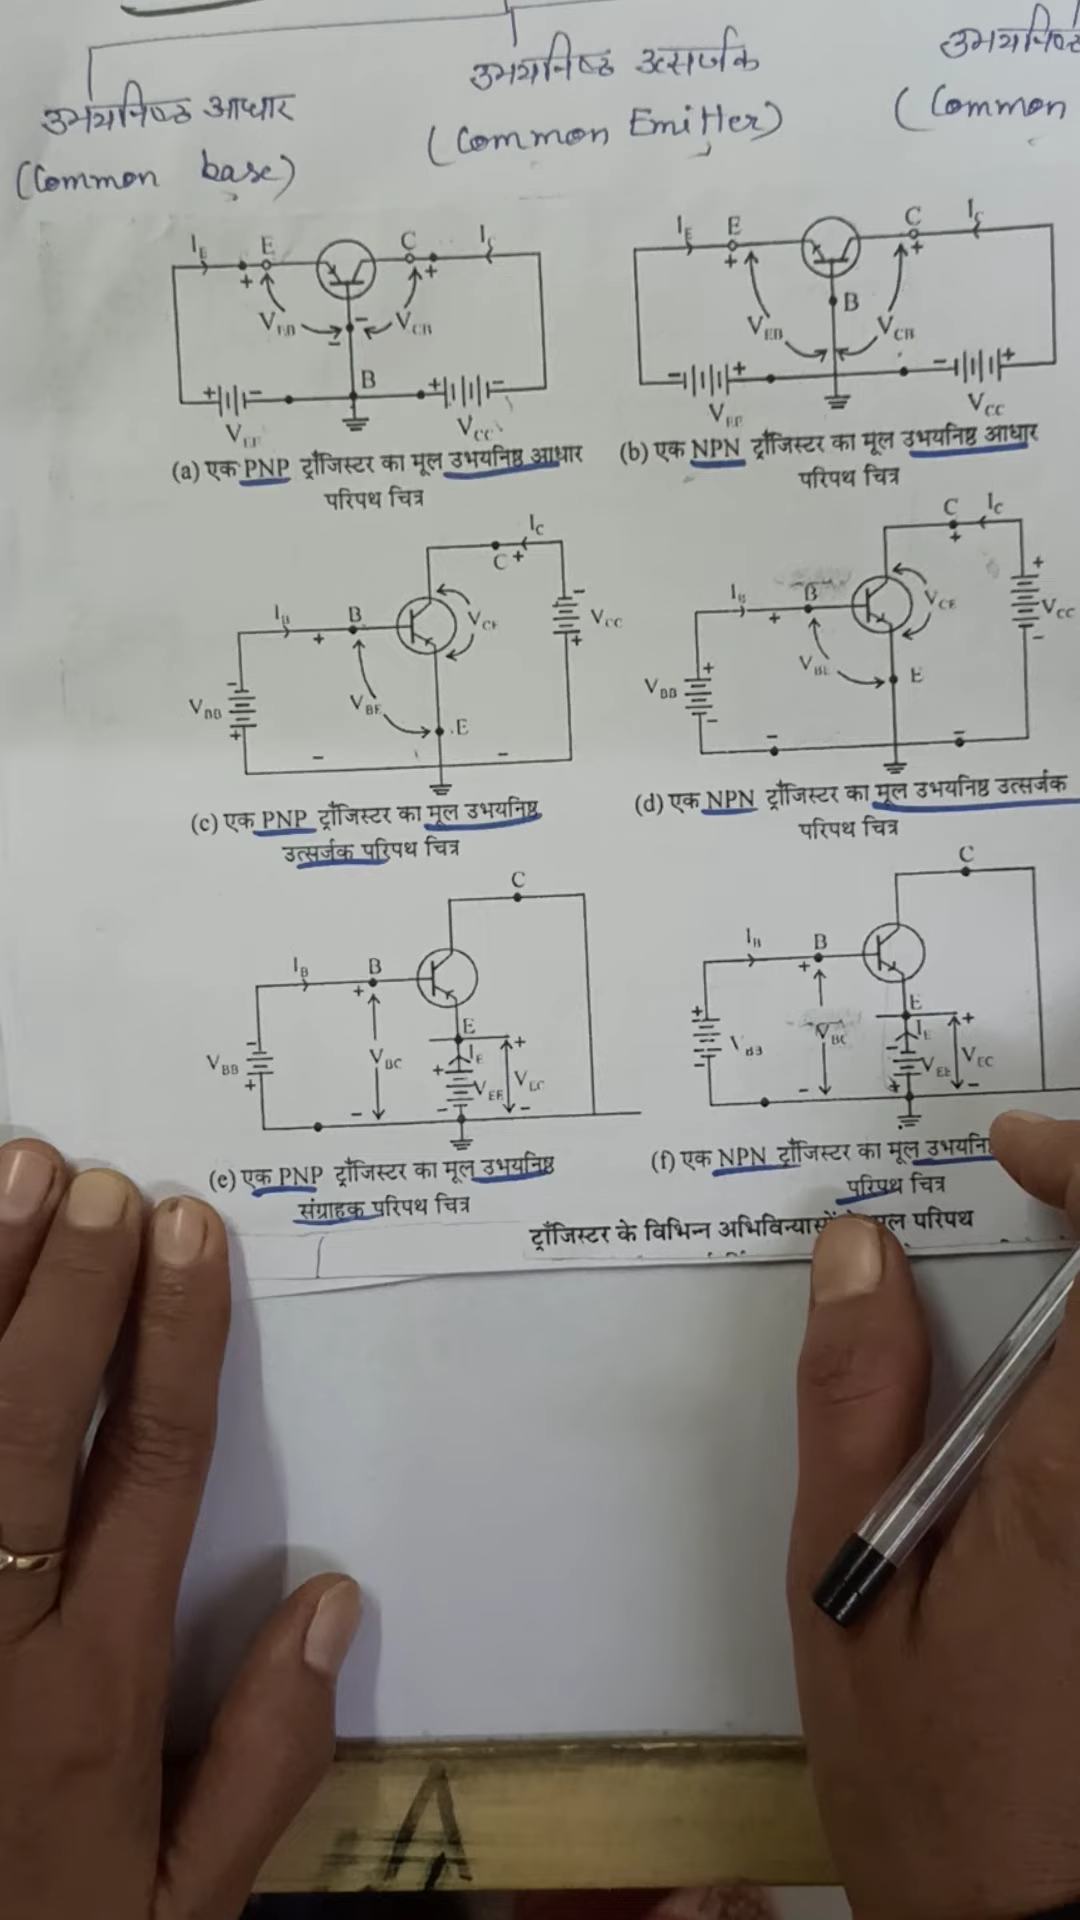 उभयनिष्ठ आधार
(Common base)
उभयनिष्ठ उत्सर्जक
(Common Emitter)
उभयनिष्ठ
(Common
I_E E C I_C
+ +
V_EB - V_CB
-
B
+ - + -
V_EE V_CC
(a) एक PNP ट्राँजिस्टर का मूल उभयनिष्ठ आधार
परिपथ चित्र
I_E E C I_C
+ +
B
V_EB V_CB
- + - +
V_EE V_CC
(b) एक NPN ट्राँजिस्टर का मूल उभयनिष्ठ आधार
परिपथ चित्र
I_C
C +
I_B B V_CE - V_CC
+ +
- V_BB V_BE
+ E
- -
(c) एक PNP ट्राँजिस्टर का मूल उभयनिष्ठ
उत्सर्जक परिपथ चित्र
C I_C
+ +
I_B B V_CE V_CC
+ -
V_BB + V_BE E
-
- -
(d) एक NPN ट्राँजिस्टर का मूल उभयनिष्ठ उत्सर्जक
परिपथ चित्र
C
I_B B
+
E
- +
V_BB V_BC + I_E V_EE V_EC
+
- - -
(e) एक PNP ट्राँजिस्टर का मूल उभयनिष्ठ
संग्राहक परिपथ चित्र
C
I_B B
+
E
+ +
V_BB V_BC - I_E V_EE V_EC
-
- + -
(f) एक NPN ट्राँजिस्टर का मूल
परिपथ चित्र
ट्राँजिस्टर के विभिन्न परिपथ